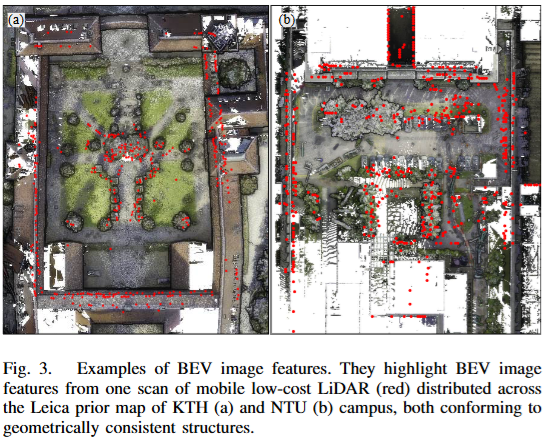 (a)
(b)
Fig. 3. Examples of BEV image features. They highlight BEV image
features from one scan of mobile low-cost LiDAR (red) distributed across
the Leica prior map of KTH (a) and NTU (b) campus, both conforming to
geometrically consistent structures.